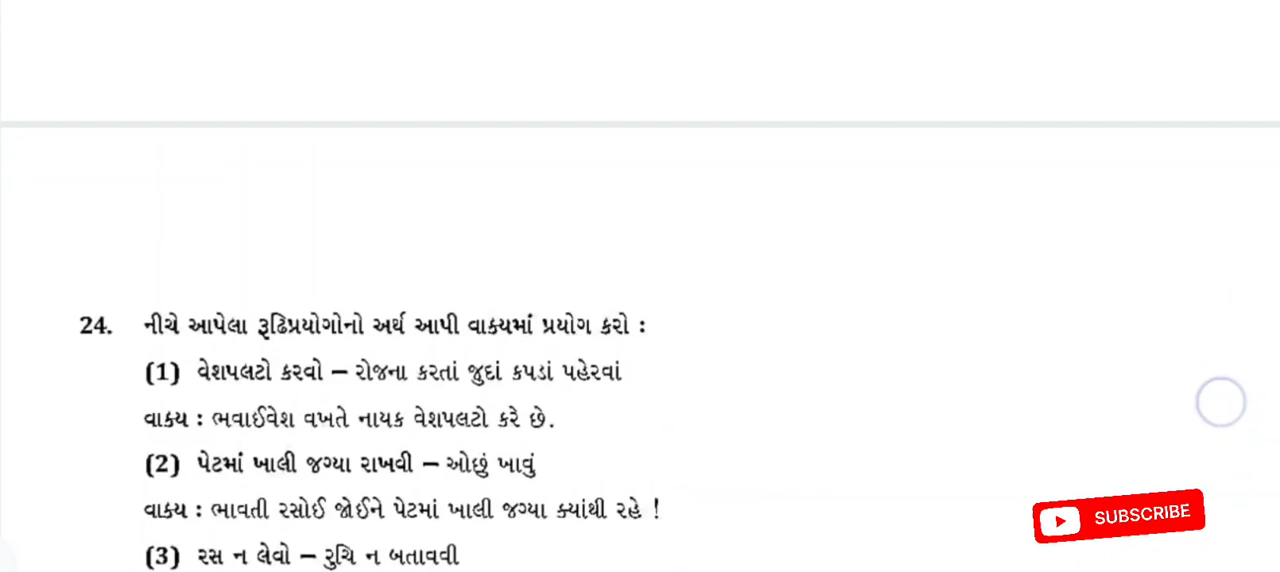 24. નીચે આપેલા રૂઢિપ્રયોગોનો અર્થ આપી વાક્યમાં પ્રયોગ કરો :
(1) વેશપલટો કરવો – રોજના કરતાં જુદાં કપડાં પહેરવાં
વાક્ય : ભવાઈવેશ વખતે નાયક વેશપલટો કરે છે.
(2) પેટમાં ખાલી જગ્યા રાખવી – ઓછું ખાવું
વાક્ય : ભાવતી રસોઈ જોઈને પેટમાં ખાલી જગ્યા ક્યાંથી રહે !
SUBSCRIBE
(3) રસ ન લેવો – રુચિ ન બતાવવી